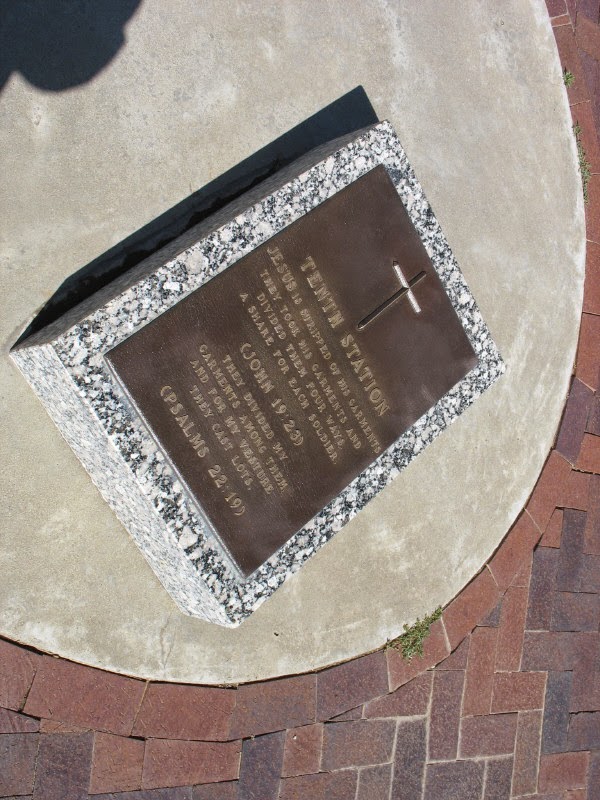 TENTH STATION
JESUS IS STRIPPED OF HIS GARMENTS
THEY TOOK HIS GARMENTS AND
DIVIDED THEM FOUR WAYS,
A SHARE FOR EACH SOLDIER
(JOHN 19:23)
THEY DIVIDED MY
GARMENTS AMONG THEM
AND FOR MY VESTURE
THEY CAST LOTS.
(PSALMS 22:19)